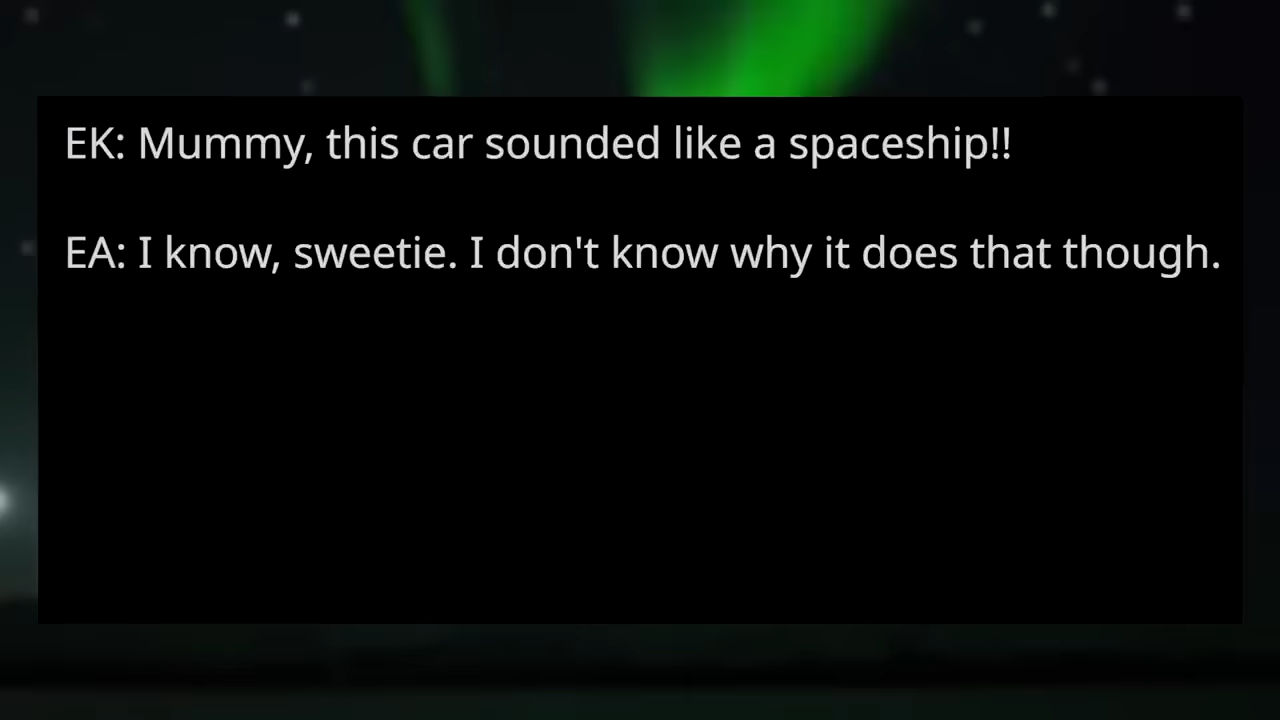 EK: Mummy, this car sounded like a spaceship!!
EA: I know, sweetie. I don't know why it does that though.